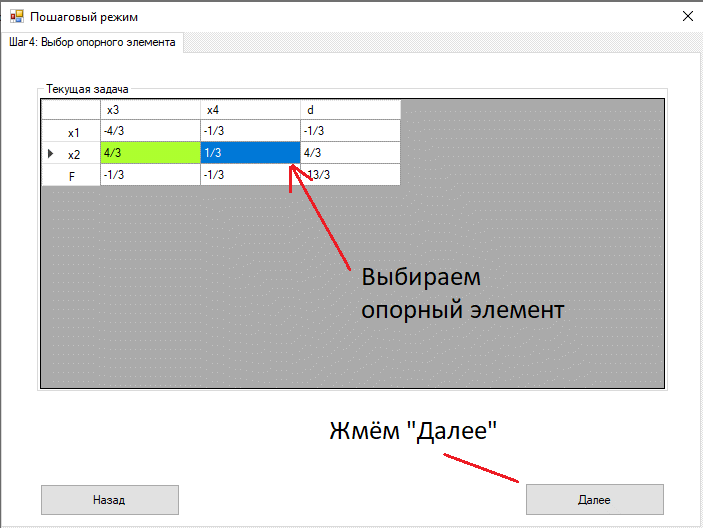 Пошаговый режим
Шаг4: Выбор опорного элемента
Текущая задача
x3 x4 d
x1 -4/3 -1/3 -1/3
x2 4/3 1/3 4/3
F -1/3 -1/3 -13/3
Выбираем
опорный элемент
Жмём "Далее"
Назад Далее